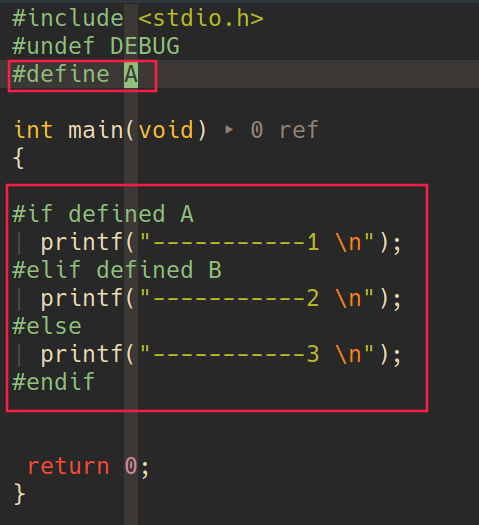 #include <stdio.h>
#undef DEBUG
#define A
int main(void) ▸ 0 ref
{
#if defined A
printf("-----------1 \n");
#elif defined B
printf("-----------2 \n");
#else
printf("-----------3 \n");
#endif
return 0;
}